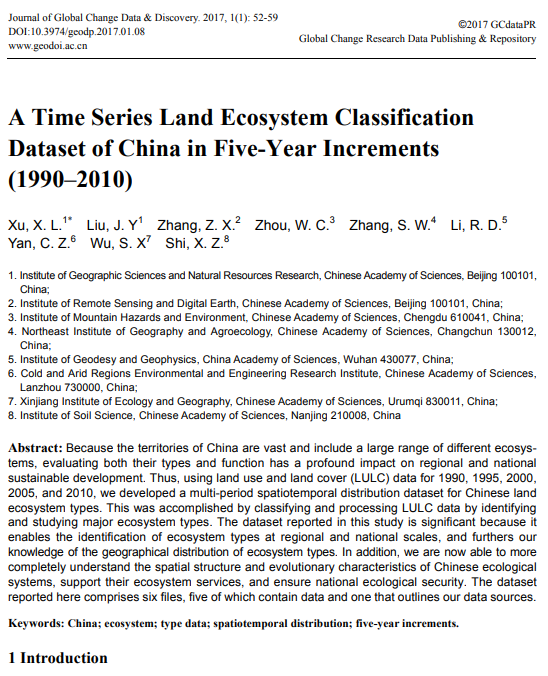 Journal of Global Change Data & Discovery. 2017, 1(1): 52-59
DOI:10.3974/geodp.2017.01.08
www.geodoi.ac.cn
©2017 GCdataPR
Global Change Research Data Publishing & Repository
A Time Series Land Ecosystem Classification
Dataset of China in Five-Year Increments
(1990–2010)
Xu, X. L.1* Liu, J. Y1 Zhang, Z. X.2 Zhou, W. C.3 Zhang, S. W.4 Li, R. D.5
Yan, C. Z.6 Wu, S. X7 Shi, X. Z.8
1. Institute of Geographic Sciences and Natural Resources Research, Chinese Academy of Sciences, Beijing 100101,
China;
2. Institute of Remote Sensing and Digital Earth, Chinese Academy of Sciences, Beijing 100101, China;
3. Institute of Mountain Hazards and Environment, Chinese Academy of Sciences, Chengdu 610041, China;
4. Northeast Institute of Geography and Agroecology, Chinese Academy of Sciences, Changchun 130012,
China;
5. Institute of Geodesy and Geophysics, China Academy of Sciences, Wuhan 430077, China;
6. Cold and Arid Regions Environmental and Engineering Research Institute, Chinese Academy of Sciences,
Lanzhou 730000, China;
7. Xinjiang Institute of Ecology and Geography, Chinese Academy of Sciences, Urumqi 830011, China;
8. Institute of Soil Science, Chinese Academy of Sciences, Nanjing 210008, China
Abstract: Because the territories of China are vast and include a large range of different ecosys-
tems, evaluating both their types and function has a profound impact on regional and national
sustainable development. Thus, using land use and land cover (LULC) data for 1990, 1995, 2000,
2005, and 2010, we developed a multi-period spatiotemporal distribution dataset for Chinese land
ecosystem types. This was accomplished by classifying and processing LULC data by identifying
and studying major ecosystem types. The dataset reported in this study is significant because it
enables the identification of ecosystem types at regional and national scales, and furthers our
knowledge of the geographical distribution of ecosystem types. In addition, we are now able to more
completely understand the spatial structure and evolutionary characteristics of Chinese ecological
systems, support their ecosystem services, and ensure national ecological security. The dataset
reported here comprises six files, five of which contain data and one that outlines our data sources.
Keywords: China; ecosystem; type data; spatiotemporal distribution; five-year increments.
1 Introduction